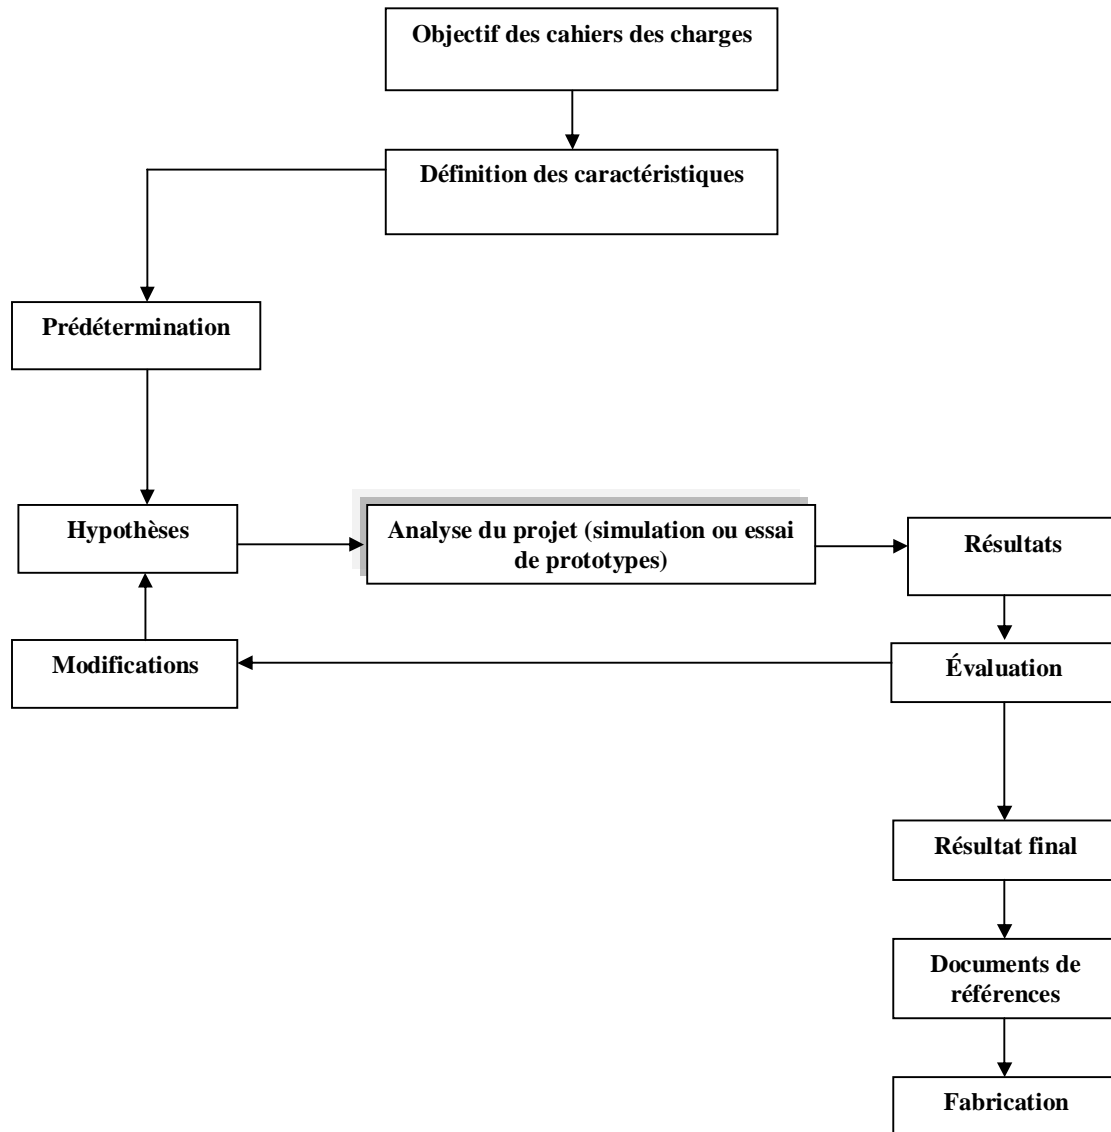 Objectif des cahiers des charges
Définition des caractéristiques
Prédétermination
Hypothèses
Analyse du projet (simulation ou essai
de prototypes)
Résultats
Modifications
Évaluation
Résultat final
Documents de
références
Fabrication